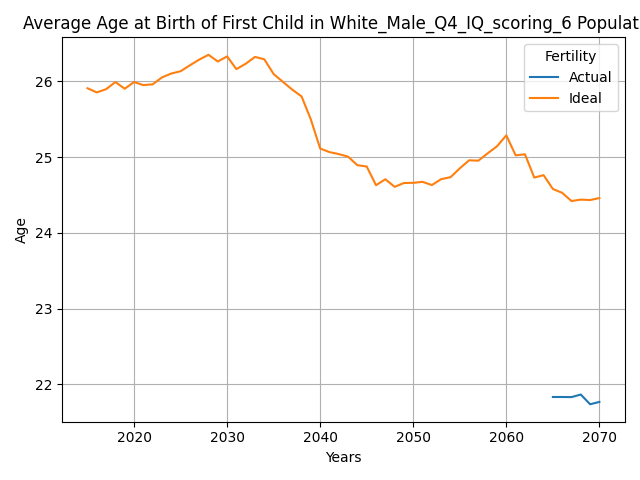 Average Age at Birth of First Child in White_Male_Q4_IQ_scoring_6 Populat
Fertility
Actual
Ideal
26
25
24
23
22
Age
2020 2030 2040 2050 2060 2070
Years